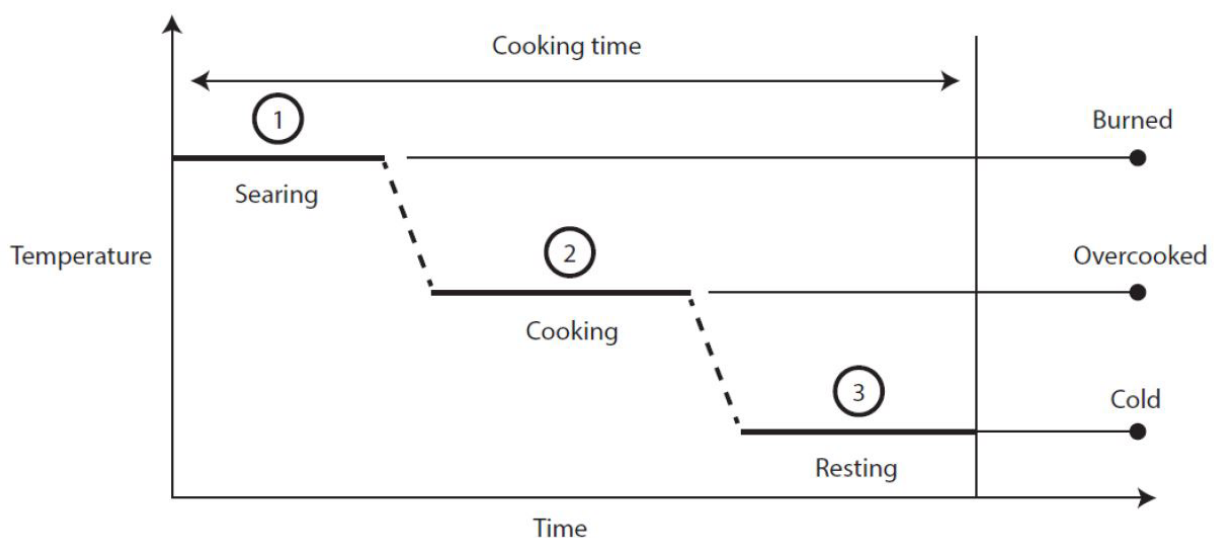 Cooking time
1
Burned
Searing
2
Temperature
Overcooked
Cooking
3
Cold
Resting
Time